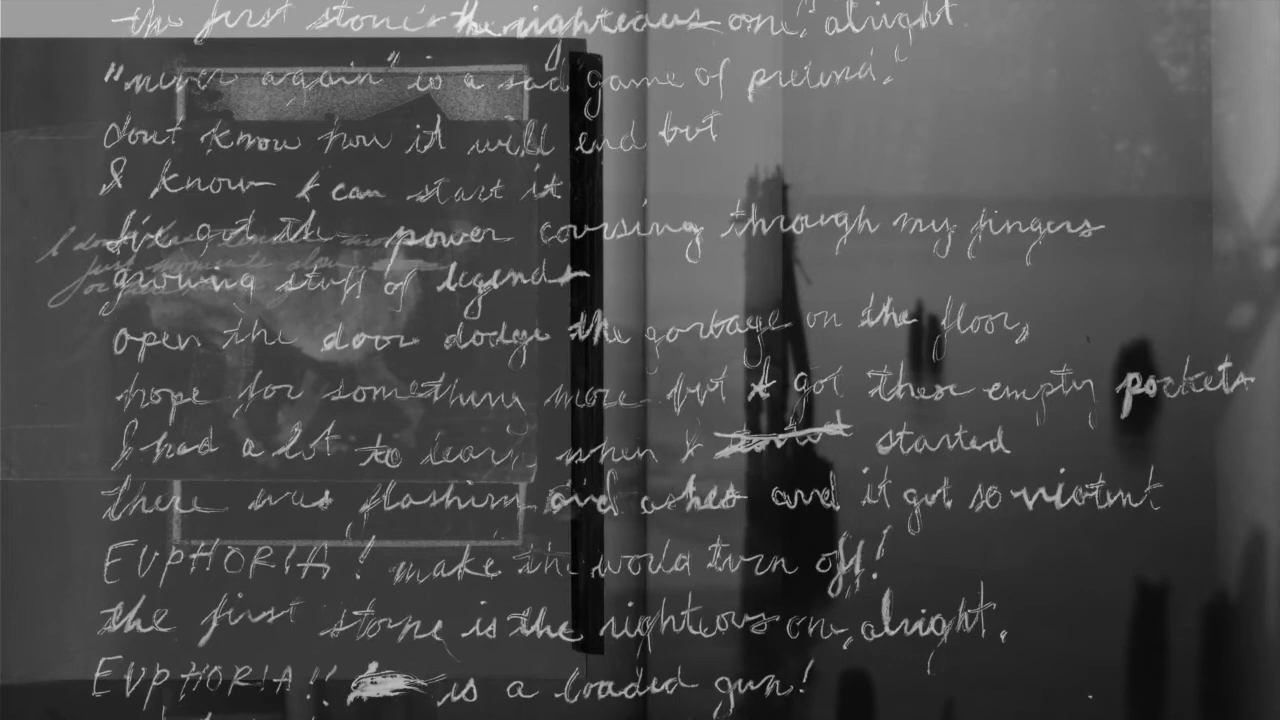 the first stone's the righteous one, alright
"never again" is a sad game of pretend.
dont know how it will end but
I know I can start it
I've got the power coursing through my fingers
growing stuff of legends
open the door dodge the garbage on the floor,
hope for something more but I got these empty pockets
I had a lot to learn when I started
there was flashing and ashes and it got so violent
EUPHORIA! make the world turn off!
the first stone is the righteous one, alright.
EUPHORIA!! is a loaded gun!